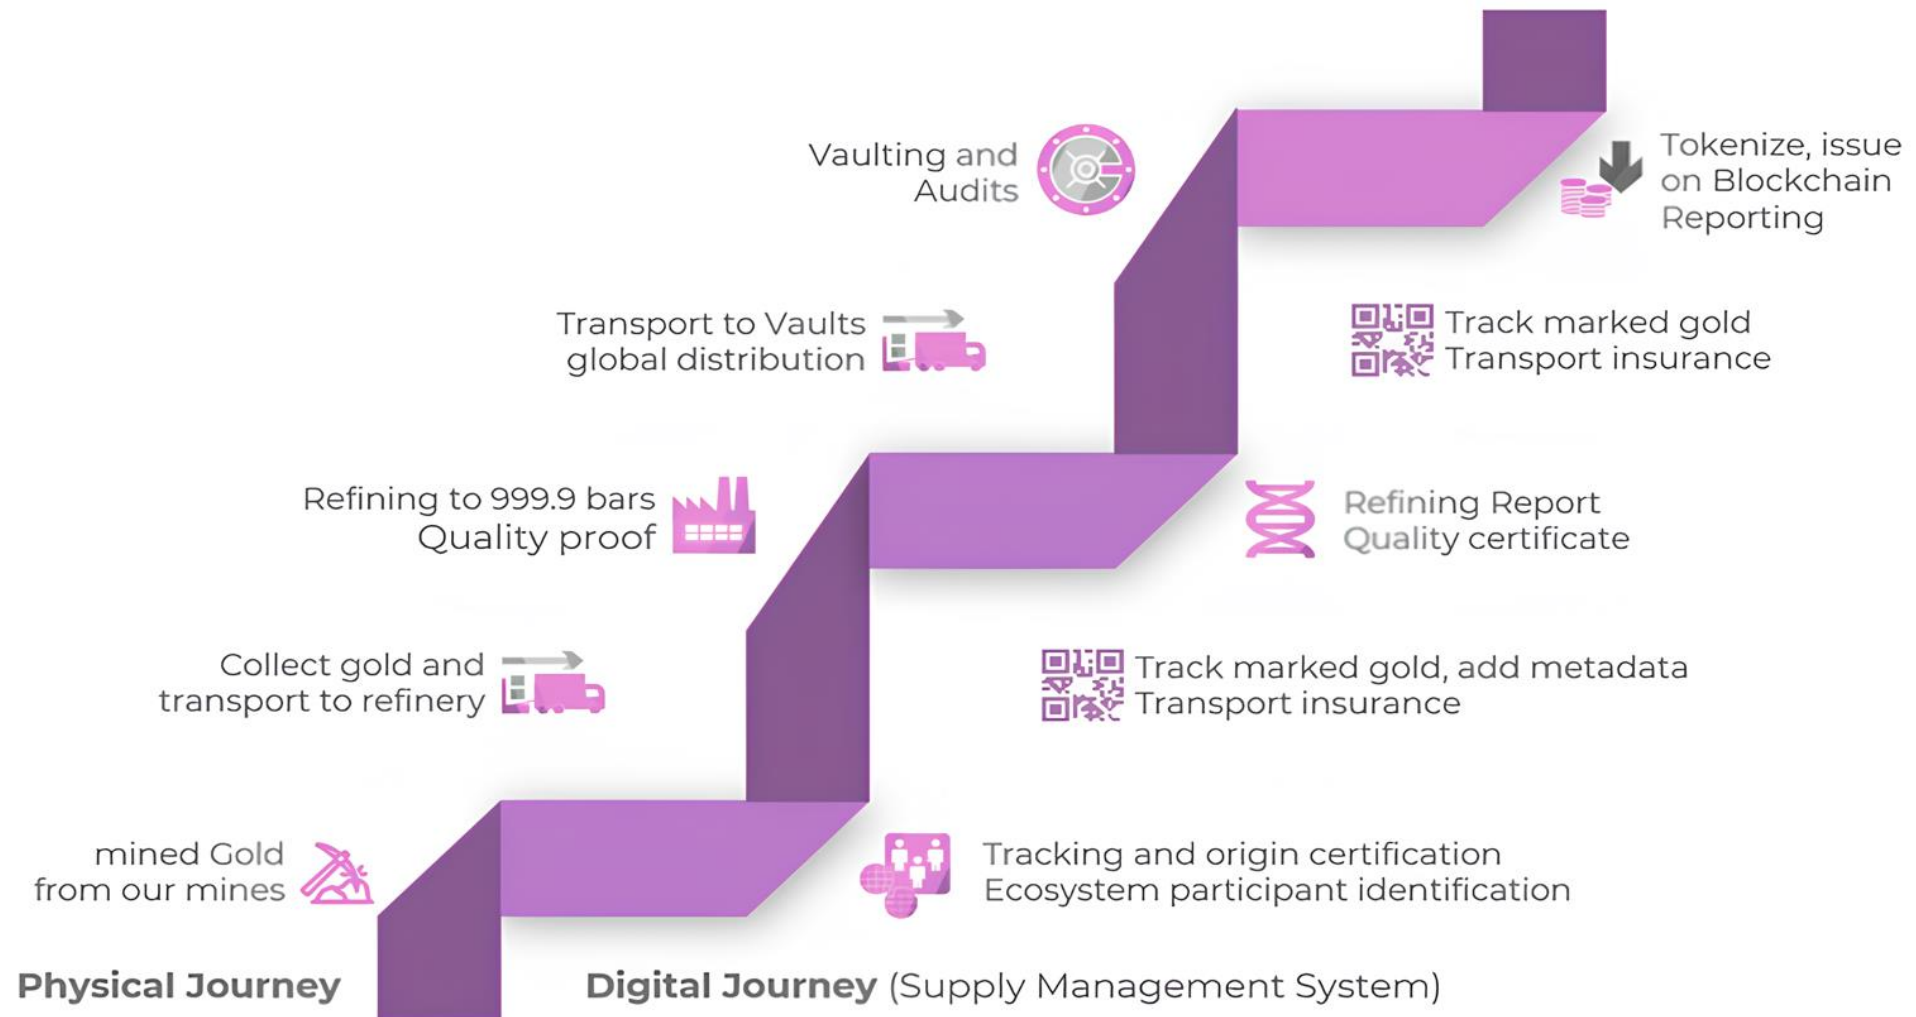 Vaulting and
Audits
Tokenize, issue
on Blockchain
Reporting
Transport to Vaults
global distribution
Track marked gold
Transport insurance
Refining to 999.9 bars
Quality proof
Refining Report
Quality certificate
Collect gold and
transport to refinery
Track marked gold, add metadata
Transport insurance
mined Gold
from our mines
Tracking and origin certification
Ecosystem participant identification
Physical Journey
Digital Journey (Supply Management System)